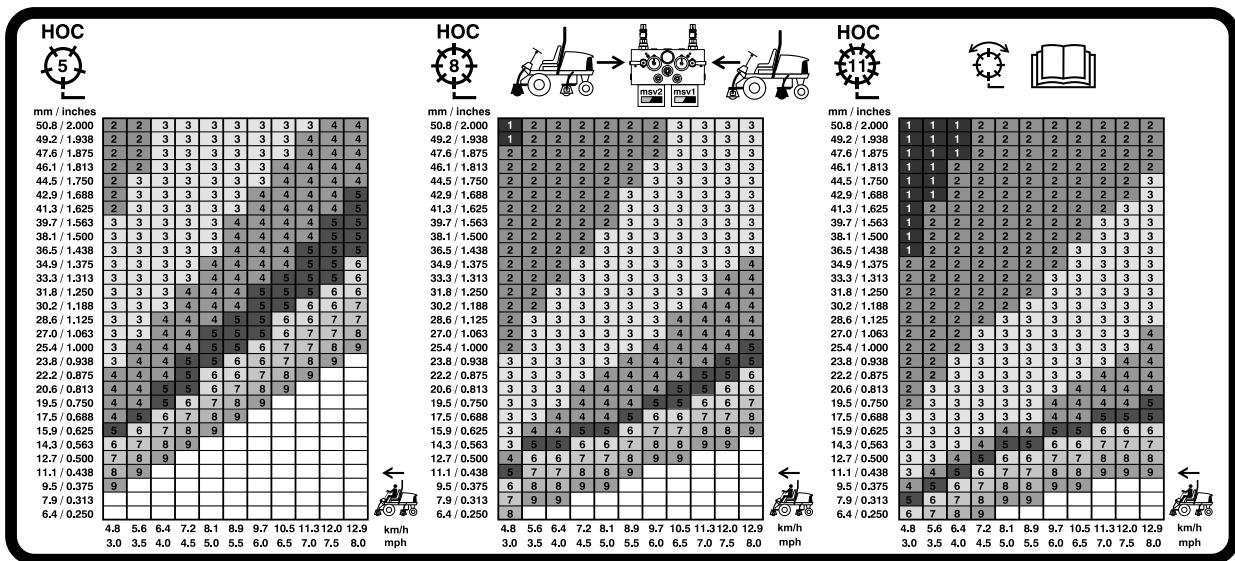 HOC
5
mm / inches
50.8 / 2.000 2 2 3 3 3 3 3 3 3 4 4
49.2 / 1.938 2 2 3 3 3 3 3 3 4 4 4
47.6 / 1.875 2 2 3 3 3 3 3 3 4 4 4
46.1 / 1.813 2 2 3 3 3 3 3 4 4 4 4
44.5 / 1.750 2 3 3 3 3 3 3 4 4 4 4
42.9 / 1.688 2 3 3 3 3 3 4 4 4 4 5
41.3 / 1.625 2 3 3 3 3 3 4 4 4 4 5
39.7 / 1.563 3 3 3 3 3 4 4 4 4 5 5
38.1 / 1.500 3 3 3 3 3 4 4 4 4 5 5
36.5 / 1.438 3 3 3 3 3 4 4 4 5 5 5
34.9 / 1.375 3 3 3 3 4 4 4 4 5 5 6
33.3 / 1.313 3 3 3 3 4 4 4 5 5 5 6
31.8 / 1.250 3 3 3 4 4 4 5 5 5 6 6
30.2 / 1.188 3 3 3 4 4 4 5 5 6 6 7
28.6 / 1.125 3 3 4 4 4 5 5 6 6 7 7
27.0 / 1.063 3 3 4 4 5 5 5 6 7 7 8
25.4 / 1.000 3 4 4 4 5 5 6 7 7 8 9
23.8 / 0.938 3 4 4 5 5 6 6 7 8 9
22.2 / 0.875 4 4 4 5 6 6 7 8 9
20.6 / 0.813 4 4 5 5 6 7 8 9
19.5 / 0.750 4 4 5 6 7 8 9
17.5 / 0.688 4 5 6 7 8 9
15.9 / 0.625 5 6 7 8 9
14.3 / 0.563 6 7 8 9
12.7 / 0.500 7 8 9
11.1 / 0.438 8 9
9.5 / 0.375 9
7.9 / 0.313
6.4 / 0.250
4.8 5.6 6.4 7.2 8.1 8.9 9.7 10.5 11.3 12.0 12.9 km/h
3.0 3.5 4.0 4.5 5.0 5.5 6.0 6.5 7.0 7.5 8.0 mph
HOC
8
msv2 msv1
mm / inches
50.8 / 2.000 1 2 2 2 2 2 2 3 3 3 3
49.2 / 1.938 1 2 2 2 2 2 2 3 3 3 3
47.6 / 1.875 2 2 2 2 2 2 2 3 3 3 3
46.1 / 1.813 2 2 2 2 2 2 3 3 3 3 3
44.5 / 1.750 2 2 2 2 2 2 3 3 3 3 3
42.9 / 1.688 2 2 2 2 2 3 3 3 3 3 3
41.3 / 1.625 2 2 2 2 2 3 3 3 3 3 3
39.7 / 1.563 2 2 2 2 2 3 3 3 3 3 3
38.1 / 1.500 2 2 2 2 3 3 3 3 3 3 3
36.5 / 1.438 2 2 2 2 3 3 3 3 3 3 3
34.9 / 1.375 2 2 2 3 3 3 3 3 3 3 4
33.3 / 1.313 2 2 2 3 3 3 3 3 3 4 4
31.8 / 1.250 2 2 3 3 3 3 3 3 3 4 4
30.2 / 1.188 2 2 3 3 3 3 3 3 4 4 4
28.6 / 1.125 2 3 3 3 3 3 3 4 4 4 4
27.0 / 1.063 2 3 3 3 3 3 3 4 4 4 4
25.4 / 1.000 2 3 3 3 3 3 4 4 4 4 5
23.8 / 0.938 3 3 3 3 3 4 4 4 4 5 5
22.2 / 0.875 3 3 3 3 4 4 4 4 5 5 6
20.6 / 0.813 3 3 3 4 4 4 4 5 5 6 6
19.5 / 0.750 3 3 3 4 4 4 5 5 6 6 7
17.5 / 0.688 3 3 4 4 4 5 6 6 7 7 8
15.9 / 0.625 3 4 4 5 5 6 6 7 7 8 9
14.3 / 0.563 3 5 5 6 6 7 8 8 9 9
12.7 / 0.500 4 6 6 7 7 8 8 9
11.1 / 0.438 5 6 7 7 8 8 9
9.5 / 0.375 6 7 8 8 9
7.9 / 0.313 7 9 9
6.4 / 0.250 8
4.8 5.6 6.4 7.2 8.1 8.9 9.7 10.5 11.3 12.0 12.9 km/h
3.0 3.5 4.0 4.5 5.0 5.5 6.0 6.5 7.0 7.5 8.0 mph
HOC
11
mm / inches
50.8 / 2.000 1 1 1 2 2 2 2 2 2 2 2
49.2 / 1.938 1 1 1 2 2 2 2 2 2 2 2
47.6 / 1.875 1 1 1 2 2 2 2 2 2 2 2
46.1 / 1.813 1 1 2 2 2 2 2 2 2 2 2
44.5 / 1.750 1 1 2 2 2 2 2 2 2 2 3
42.9 / 1.688 1 1 2 2 2 2 2 2 2 2 3
41.3 / 1.625 1 2 2 2 2 2 2 2 2 3 3
39.7 / 1.563 1 2 2 2 2 2 2 2 3 3 3
38.1 / 1.500 1 2 2 2 2 2 2 2 3 3 3
36.5 / 1.438 1 2 2 2 2 2 2 3 3 3 3
34.9 / 1.375 2 2 2 2 2 2 2 3 3 3 3
33.3 / 1.313 2 2 2 2 2 2 3 3 3 3 3
31.8 / 1.250 2 2 2 2 2 2 3 3 3 3 3
30.2 / 1.188 2 2 2 2 2 3 3 3 3 3 3
28.6 / 1.125 2 2 2 2 3 3 3 3 3 3 3
27.0 / 1.063 2 2 2 3 3 3 3 3 3 3 4
25.4 / 1.000 2 2 2 3 3 3 3 3 3 3 4
23.8 / 0.938 2 2 3 3 3 3 3 3 3 4 4
22.2 / 0.875 2 2 3 3 3 3 3 3 4 4 4
20.6 / 0.813 2 3 3 3 3 3 3 4 4 4 4
19.5 / 0.750 2 3 3 3 3 3 4 4 4 4 5
17.5 / 0.688 3 3 3 3 3 4 4 4 5 5 5
15.9 / 0.625 3 3 3 3 4 4 5 5 6 6 6
14.3 / 0.563 3 3 3 4 5 5 6 6 7 7 7
12.7 / 0.500 3 3 4 5 6 6 7 7 8 8 8
11.1 / 0.438 3 4 5 6 7 7 8 8 9 9 9
9.5 / 0.375 4 5 6 7 8 8 9 9
7.9 / 0.313 5 6 7 8 9 9
6.4 / 0.250 6 7 8 9
4.8 5.6 6.4 7.2 8.1 8.9 9.7 10.5 11.3 12.0 12.9 km/h
3.0 3.5 4.0 4.5 5.0 5.5 6.0 6.5 7.0 7.5 8.0 mph